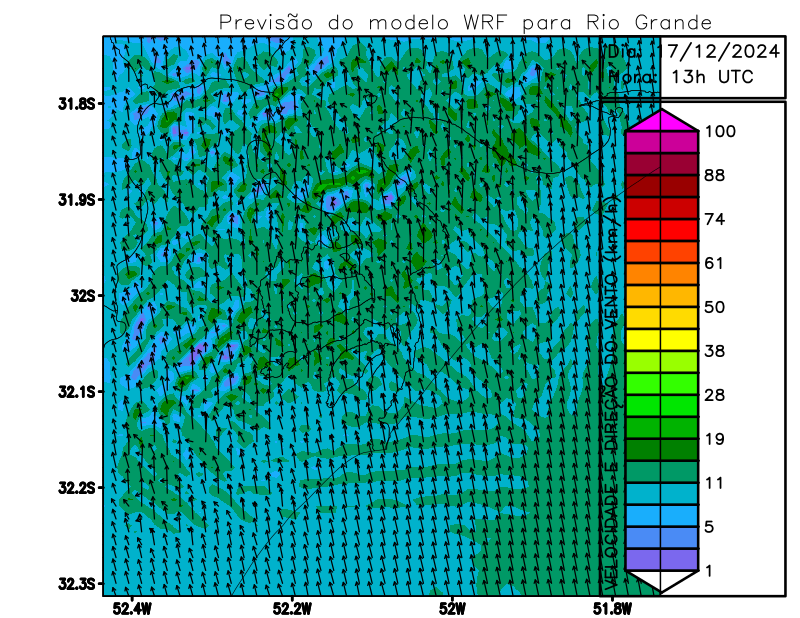 Previsão do modelo WRF para Rio Grande
Dia: 17/12/2024
Hora: 13h UTC
31.8S
31.9S
32S
32.1S
32.2S
32.3S
52.4W
52.2W
52W
51.8W
VELOCIDADE E DIREÇÃO DO VENTO (km/h)
100
88
74
61
50
38
28
19
11
5
1